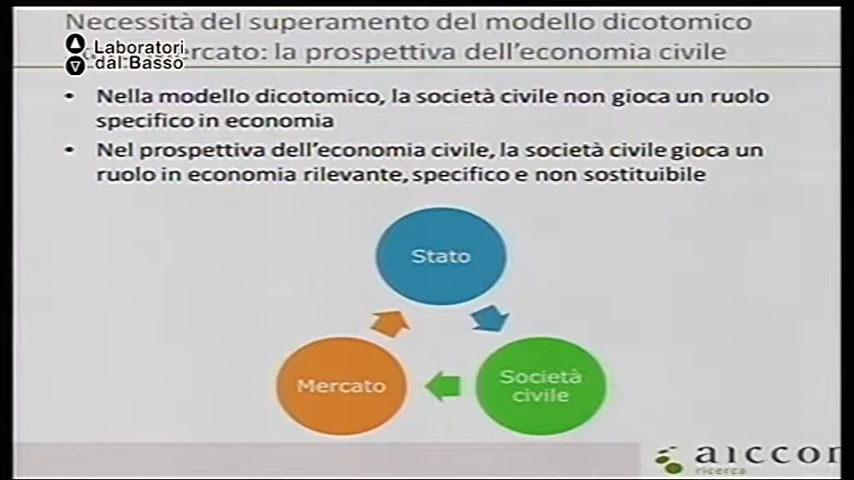 Necessità del superamento del modello dicotomico
ercato: la prospettiva dell'economia civile
Laboratori
dal Basso
• Nella modello dicotomico, la società civile non gioca un ruolo
specifico in economia
• Nel prospettiva dell'economia civile, la società civile gioca un
ruolo in economia rilevante, specifico e non sostituibile
Stato
Mercato
Società
civile
aiccon
ricerca